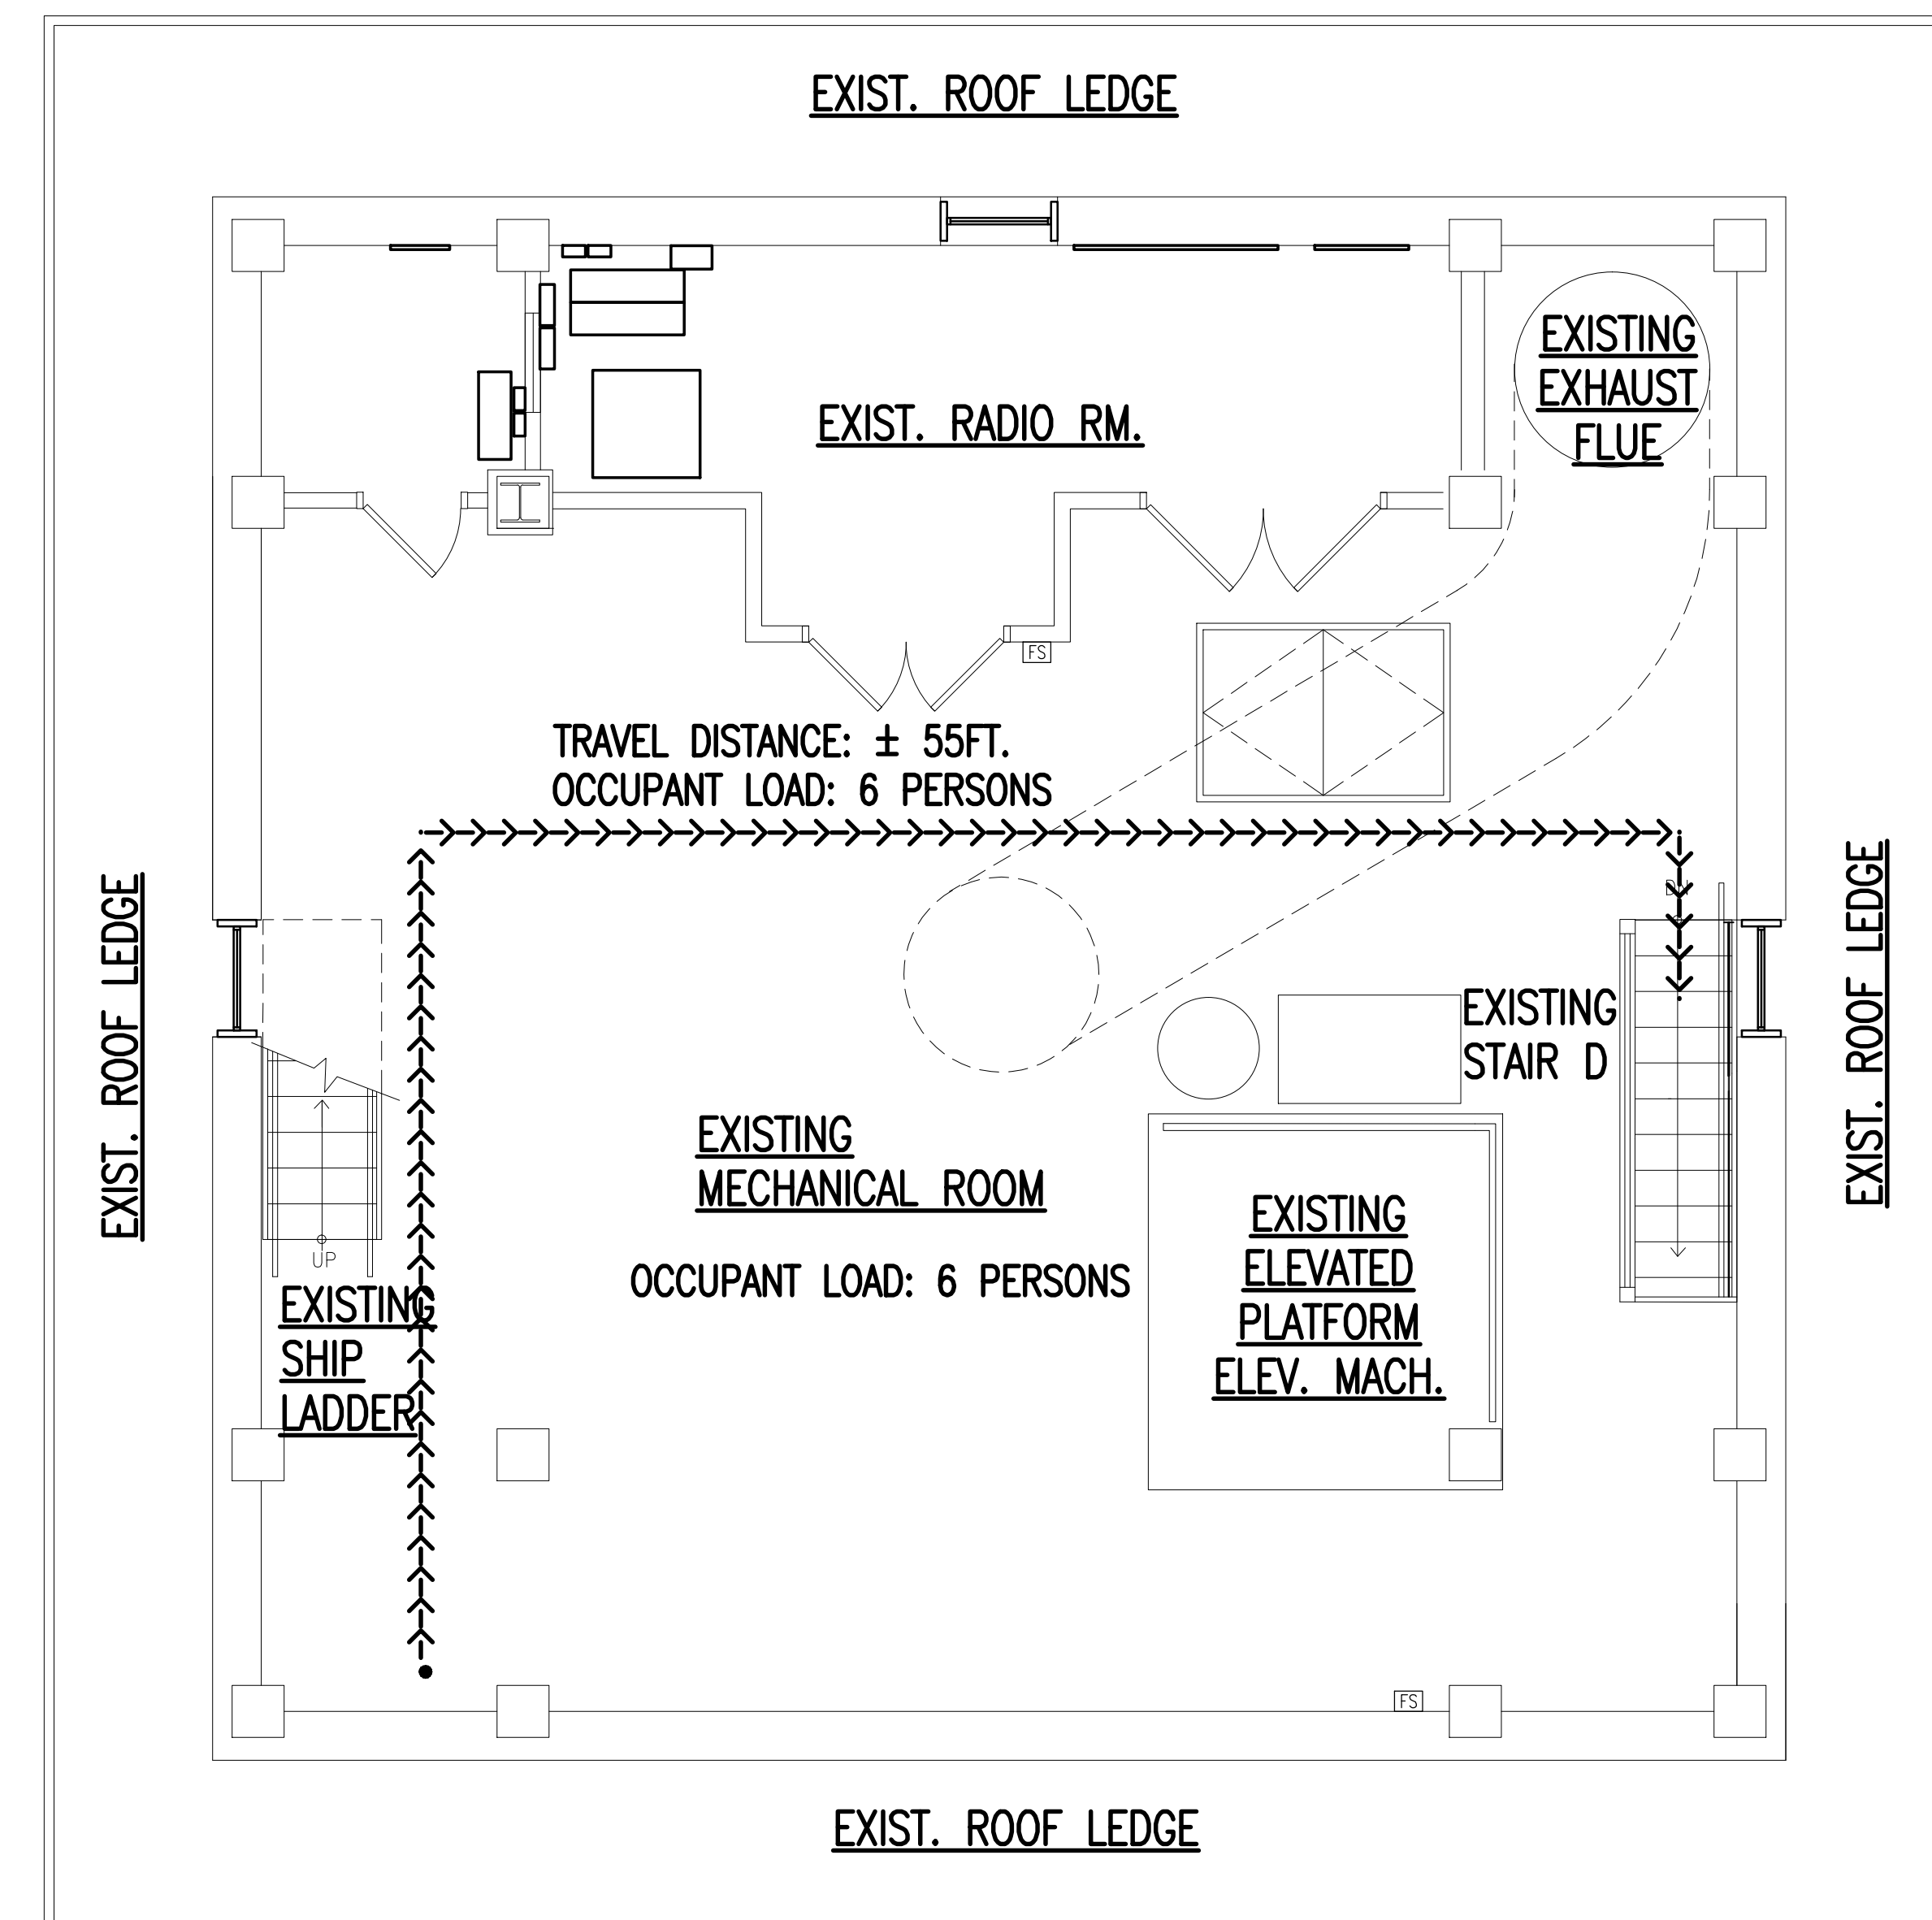 EXIST. ROOF LEDGE
EXISTING
EXHAUST
FLUE
EXIST. RADIO RM.
FS
TRAVEL DISTANCE: ± 55FT.
OCCUPANT LOAD: 6 PERSONS
DN
EXIST. ROOF LEDGE
EXIST. ROOF LEDGE
EXISTING
STAIR D
EXISTING
MECHANICAL ROOM
OCCUPANT LOAD: 6 PERSONS
EXISTING
ELEVATED
PLATFORM
ELEV. MACH.
UP
EXISTING
SHIP
LADDER
FS
EXIST. ROOF LEDGE